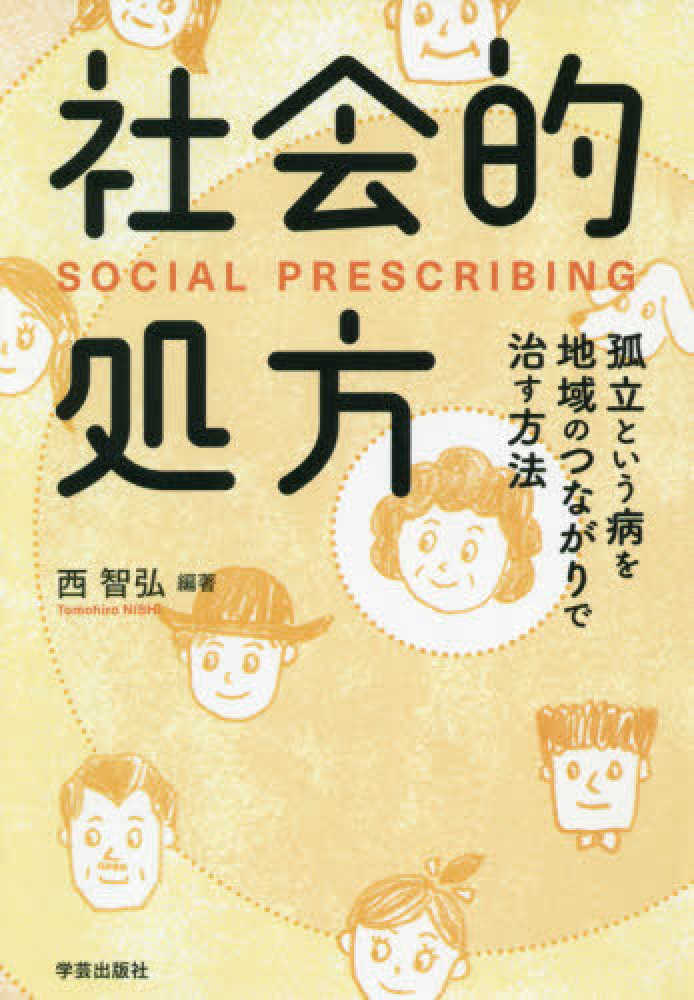 社会的
SOCIAL PRESCRIBING
処方
孤立という病を
地域のつながりで
治す方法
西 智弘 編著
Tomohiro NISHI
学芸出版社